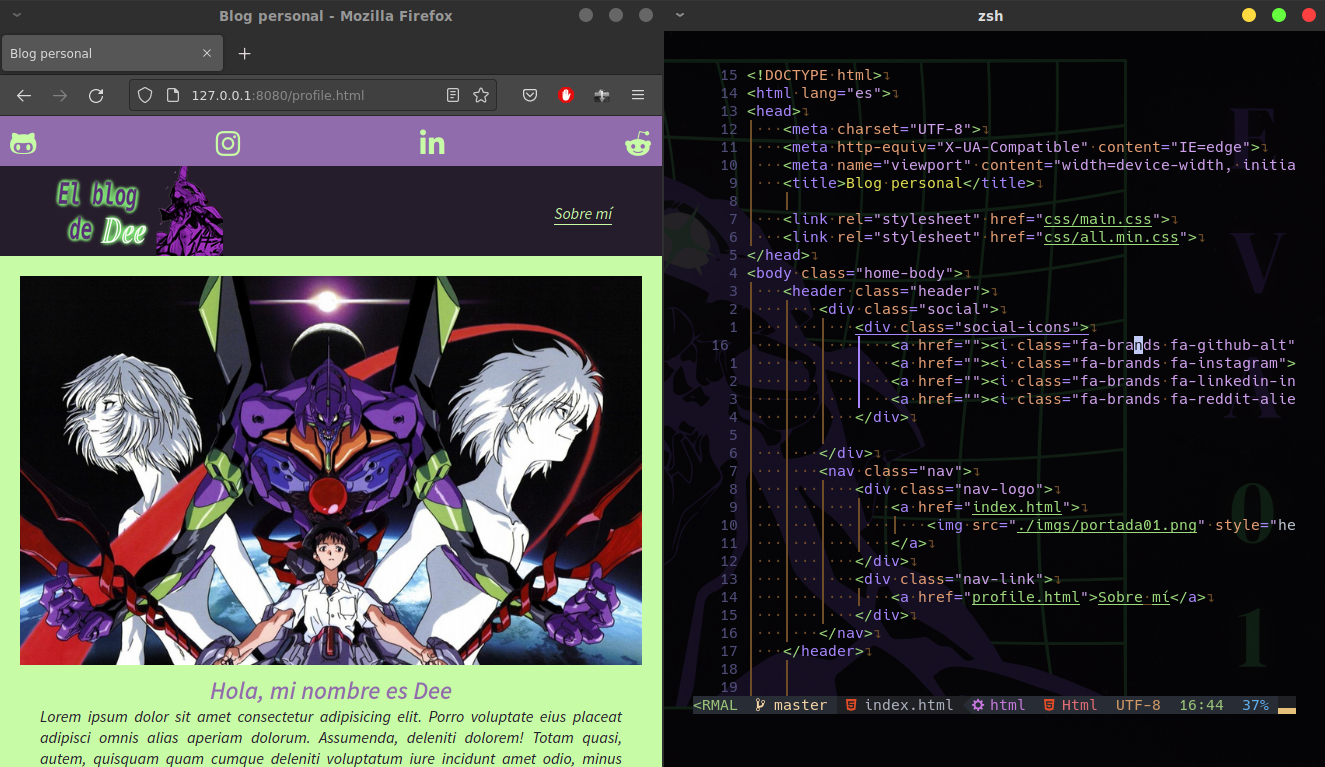 Blog personal - Mozilla Firefox
Blog personal
127.0.0.1:8080/profile.html
in
El blog
de Dee
Sobre mí
Hola, mi nombre es Dee
Lorem ipsum dolor sit amet consectetur adipisicing elit. Porro voluptate eius placeat
adipisci omnis alias aperiam dolorum. Assumenda, deleniti dolorem! Totam quasi,
autem, quisquam quam cumque deleniti voluptatum iure incidunt amet odio, minus
zsh
15 <!DOCTYPE html>
14 <html lang="es">
13 <head>
12 <meta charset="UTF-8">
11 <meta http-equiv="X-UA-Compatible" content="IE=edge">
10 <meta name="viewport" content="width=device-width, initia
9 <title>Blog personal</title>
8
7 <link rel="stylesheet" href="css/main.css">
6 <link rel="stylesheet" href="css/all.min.css">
5 </head>
4 <body class="home-body">
3 <header class="header">
2 <div class="social">
1 <div class="social-icons">
16 <a href=""><i class="fa-brands fa-github-alt"
1 <a href=""><i class="fa-brands fa-instagram">
2 <a href=""><i class="fa-brands fa-linkedin-in
3 <a href=""><i class="fa-brands fa-reddit-alie
4 </div>
5
6 </div>
7 <nav class="nav">
8 <div class="nav-logo">
9 <a href="index.html">
10 <img src="./imgs/portada01.png" style="he
11 </a>
12 </div>
13 <div class="nav-link">
14 <a href="profile.html">Sobre mí</a>
15 </div>
16 </nav>
17 </header>
18
19
<RMAL master index.html html Html UTF-8 16:44 37%
E
V
A
0
1